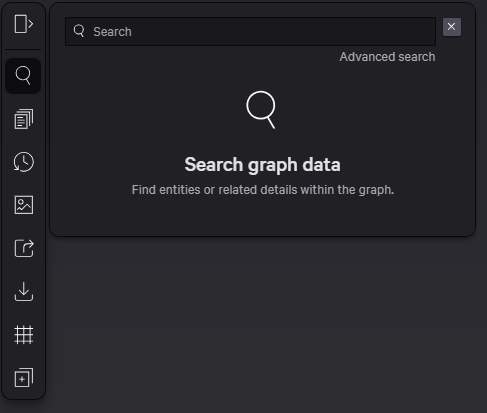 Search
Advanced search
Search graph data
Find entities or related details within the graph.